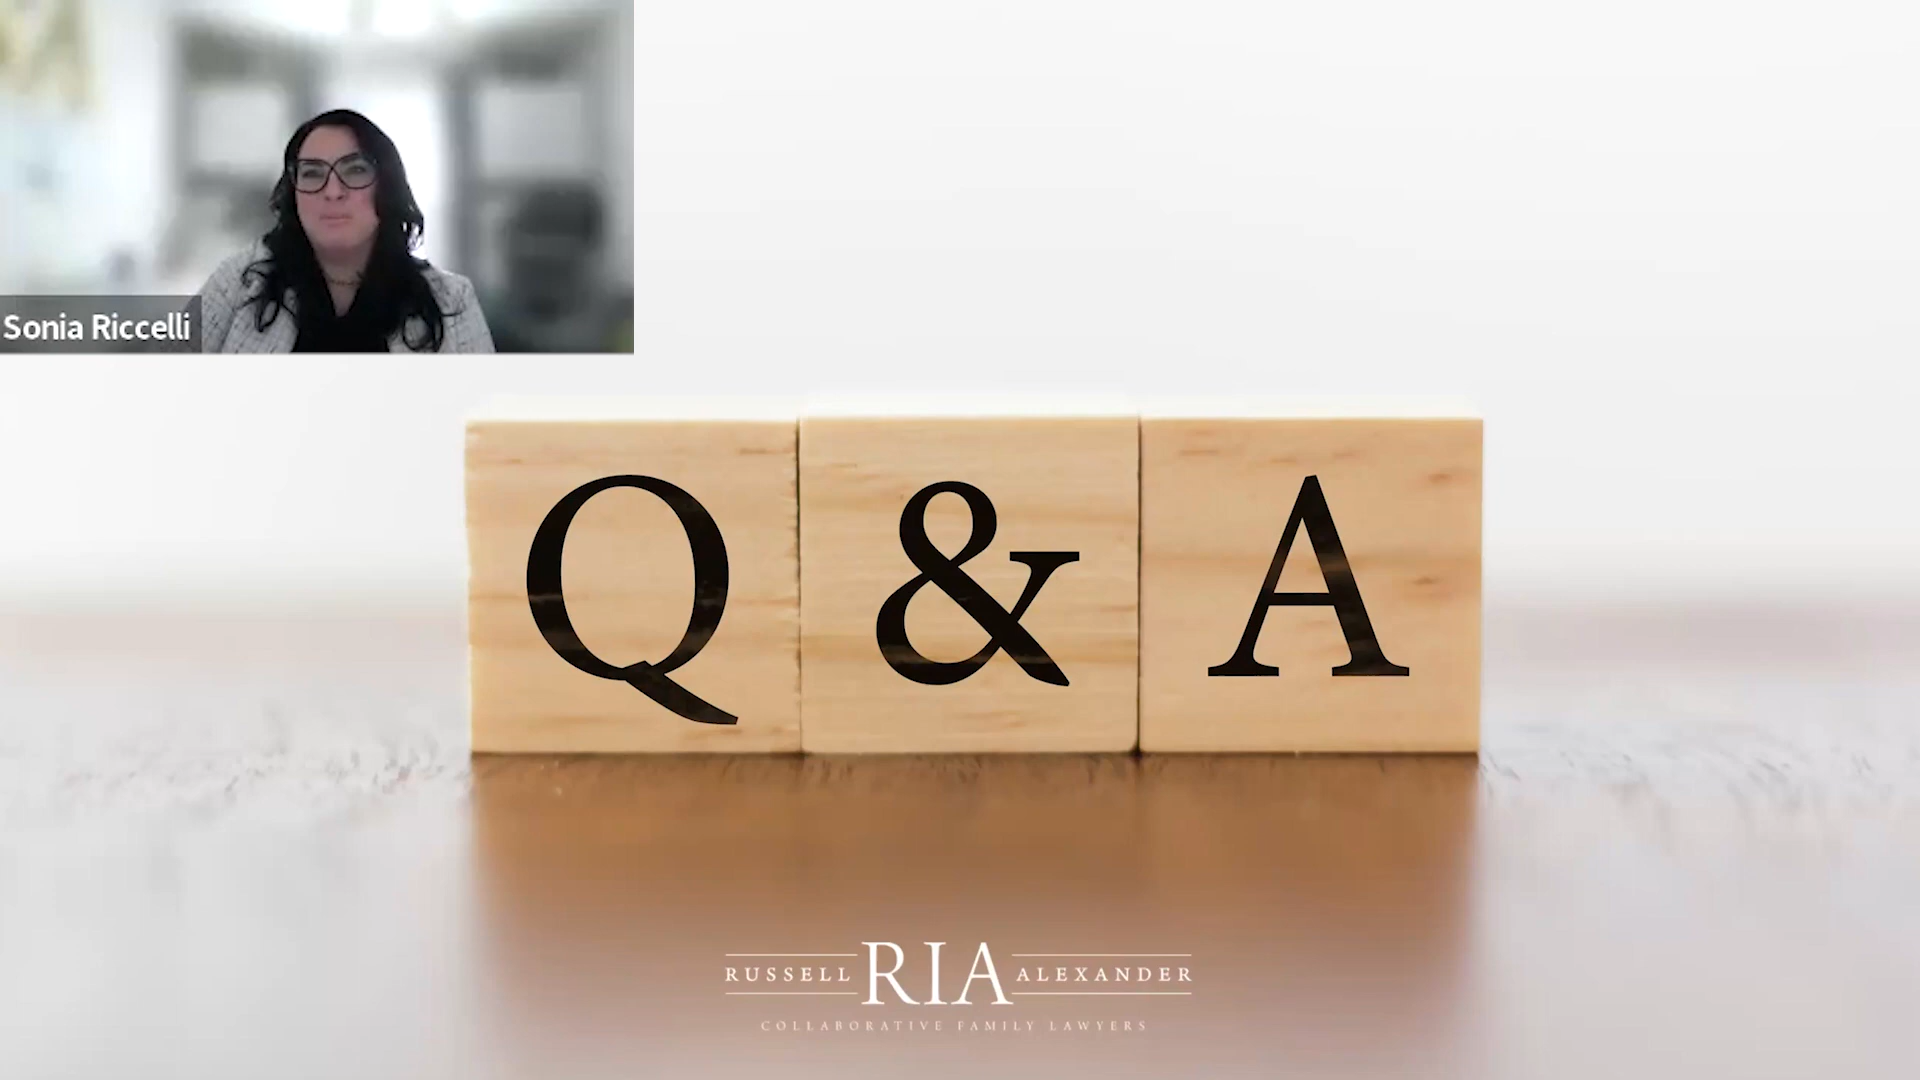 Sonia Riccelli
Q & A
RUSSELL RIA ALEXANDER
COLLABORATIVE FAMILY LAWYERS